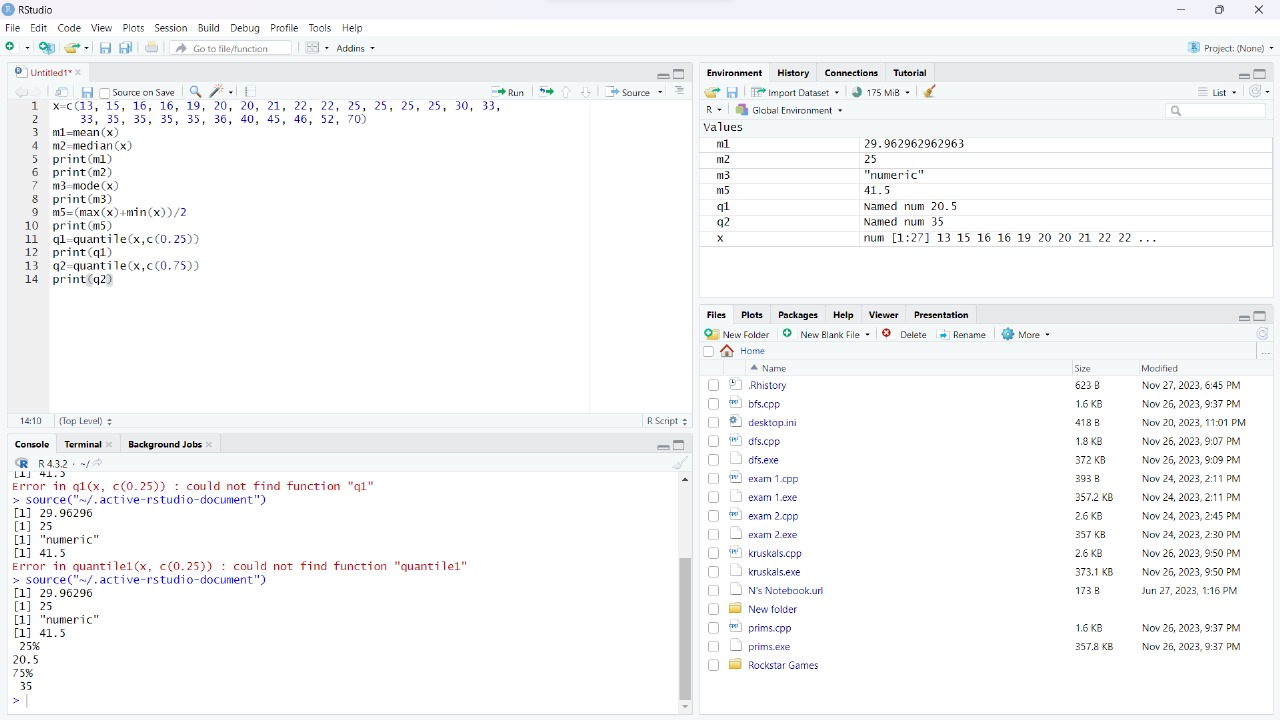 RStudio
File Edit Code View Plots Session Build Debug Profile Tools Help
Go to file/function Addins Project: (None)
Untitled1*
Source on Save Run Source
1 x=c(13, 15, 16, 16, 19, 20, 20, 21, 22, 22, 25, 25, 25, 25, 30, 33,
2 33, 35, 35, 35, 35, 36, 40, 45, 46, 52, 70)
3 m1=mean(x)
4 m2=median(x)
5 print(m1)
6 print(m2)
7 m3=mode(x)
8 print(m3)
9 m5=(max(x)+min(x))/2
10 print(m5)
11 q1=quantile(x,c(0.25))
12 print(q1)
13 q2=quantile(x,c(0.75))
14 print(q2)
14:10 (Top Level) R Script
Console Terminal Background Jobs
R 4.3.2 · ~/
[1] 41.5
Error in q1(x, c(0.25)) : could not find function "q1"
> source("~/.active-rstudio-document")
[1] 29.96296
[1] 25
[1] "numeric"
[1] 41.5
Error in quantile1(x, c(0.25)) : could not find function "quantile1"
> source("~/.active-rstudio-document")
[1] 29.96296
[1] 25
[1] "numeric"
[1] 41.5
25%
20.5
75%
35
>
Environment History Connections Tutorial
Import Dataset 175 MiB List
R Global Environment
Values
m1 29.962962962963
m2 25
m3 "numeric"
m5 41.5
q1 Named num 20.5
q2 Named num 35
x num [1:27] 13 15 16 16 19 20 20 21 22 22 ...
Files Plots Packages Help Viewer Presentation
New Folder New Blank File Delete Rename More
Home ...
Name Size Modified
.Rhistory 623 B Nov 27, 2023, 6:45 PM
bfs.cpp 1.6 KB Nov 26, 2023, 9:37 PM
desktop.ini 418 B Nov 20, 2023, 11:01 PM
dfs.cpp 1.8 KB Nov 26, 2023, 9:07 PM
dfs.exe 372 KB Nov 26, 2023, 9:09 PM
exam 1.cpp 393 B Nov 24, 2023, 2:11 PM
exam 1.exe 357.2 KB Nov 24, 2023, 2:11 PM
exam 2.cpp 2.6 KB Nov 24, 2023, 2:45 PM
exam 2.exe 357 KB Nov 24, 2023, 2:30 PM
kruskals.cpp 2.6 KB Nov 26, 2023, 9:50 PM
kruskals.exe 373.1 KB Nov 26, 2023, 9:50 PM
N's Notebook.url 173 B Jun 27, 2023, 1:16 PM
New folder
prims.cpp 1.6 KB Nov 26, 2023, 9:37 PM
prims.exe 357.8 KB Nov 26, 2023, 9:37 PM
Rockstar Games